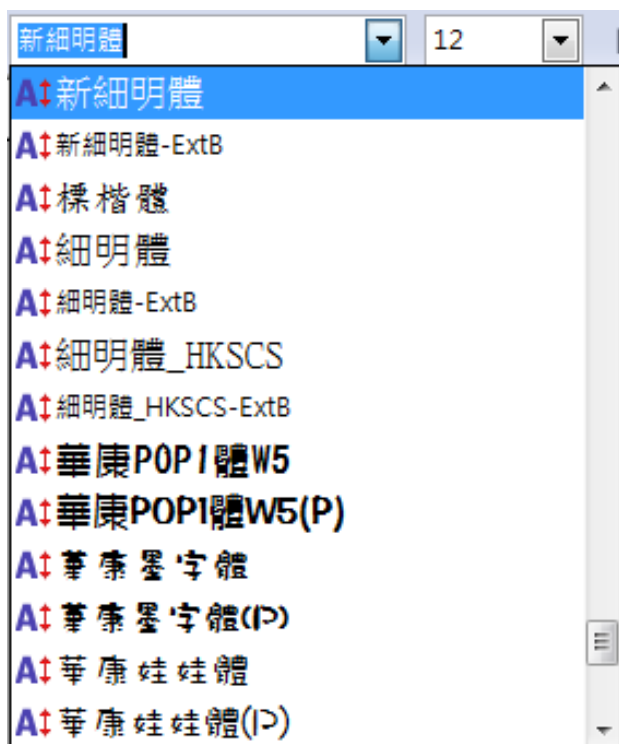 新細明體 12
新細明體
新細明體-ExtB
標楷體
細明體
細明體-ExtB
細明體_HKSCS
細明體_HKSCS-ExtB
華康POP1體W5
華康POP1體W5(P)
華康墨字體
華康墨字體(P)
華康娃娃體
華康娃娃體(P)